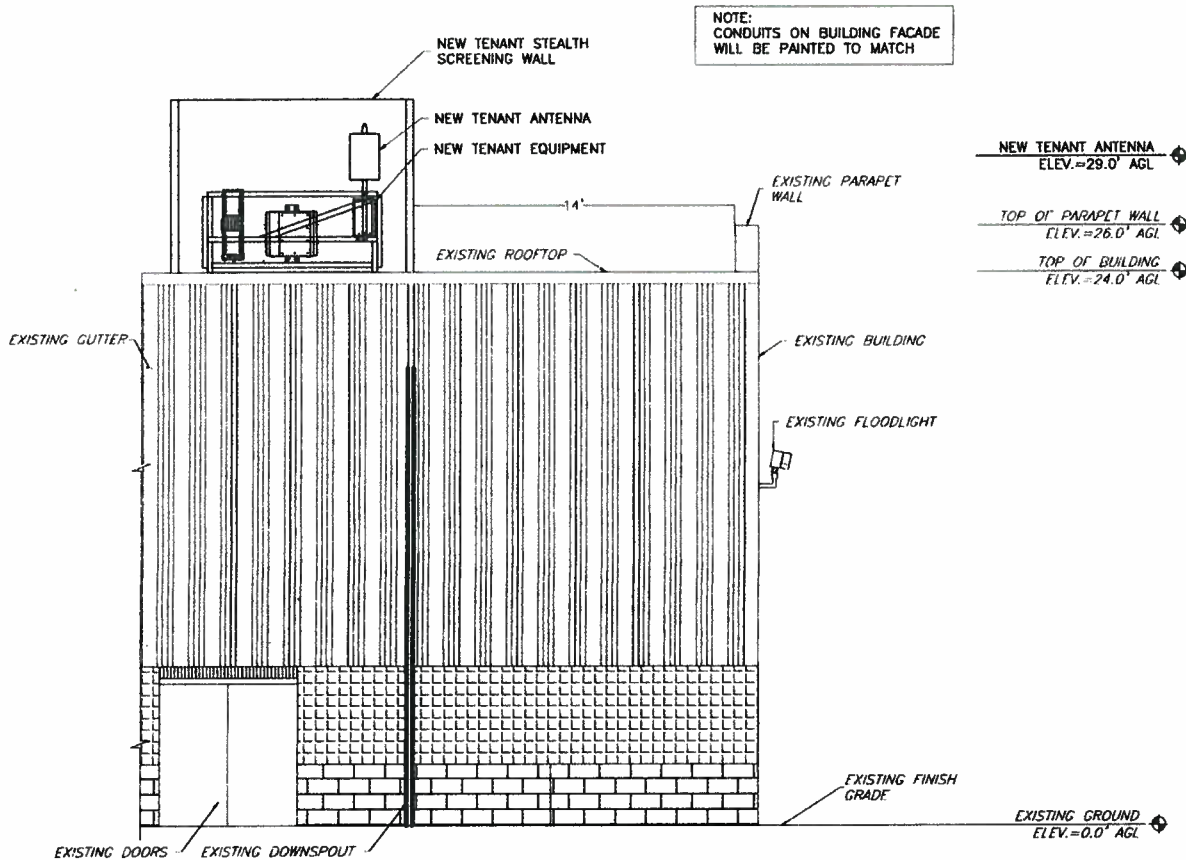 NOTE:
CONDUITS ON BUILDING FACADE
WILL BE PAINTED TO MATCH
NEW TENANT STEALTH
SCREENING WALL
NEW TENANT ANTENNA
NEW TENANT EQUIPMENT
NEW TENANT ANTENNA
ELEV.=29.0' AGL
EXISTING PARAPET
WALL
14'
TOP OF PARAPET WALL
ELEV.=26.0' AGL
EXISTING ROOFTOP
TOP OF BUILDING
ELEV.=24.0' AGL
EXISTING GUTTER
EXISTING BUILDING
EXISTING FLOODLIGHT
EXISTING FINISH
GRADE
EXISTING GROUND
ELEV.=0.0' AGL
EXISTING DOORS
EXISTING DOWNSPOUT